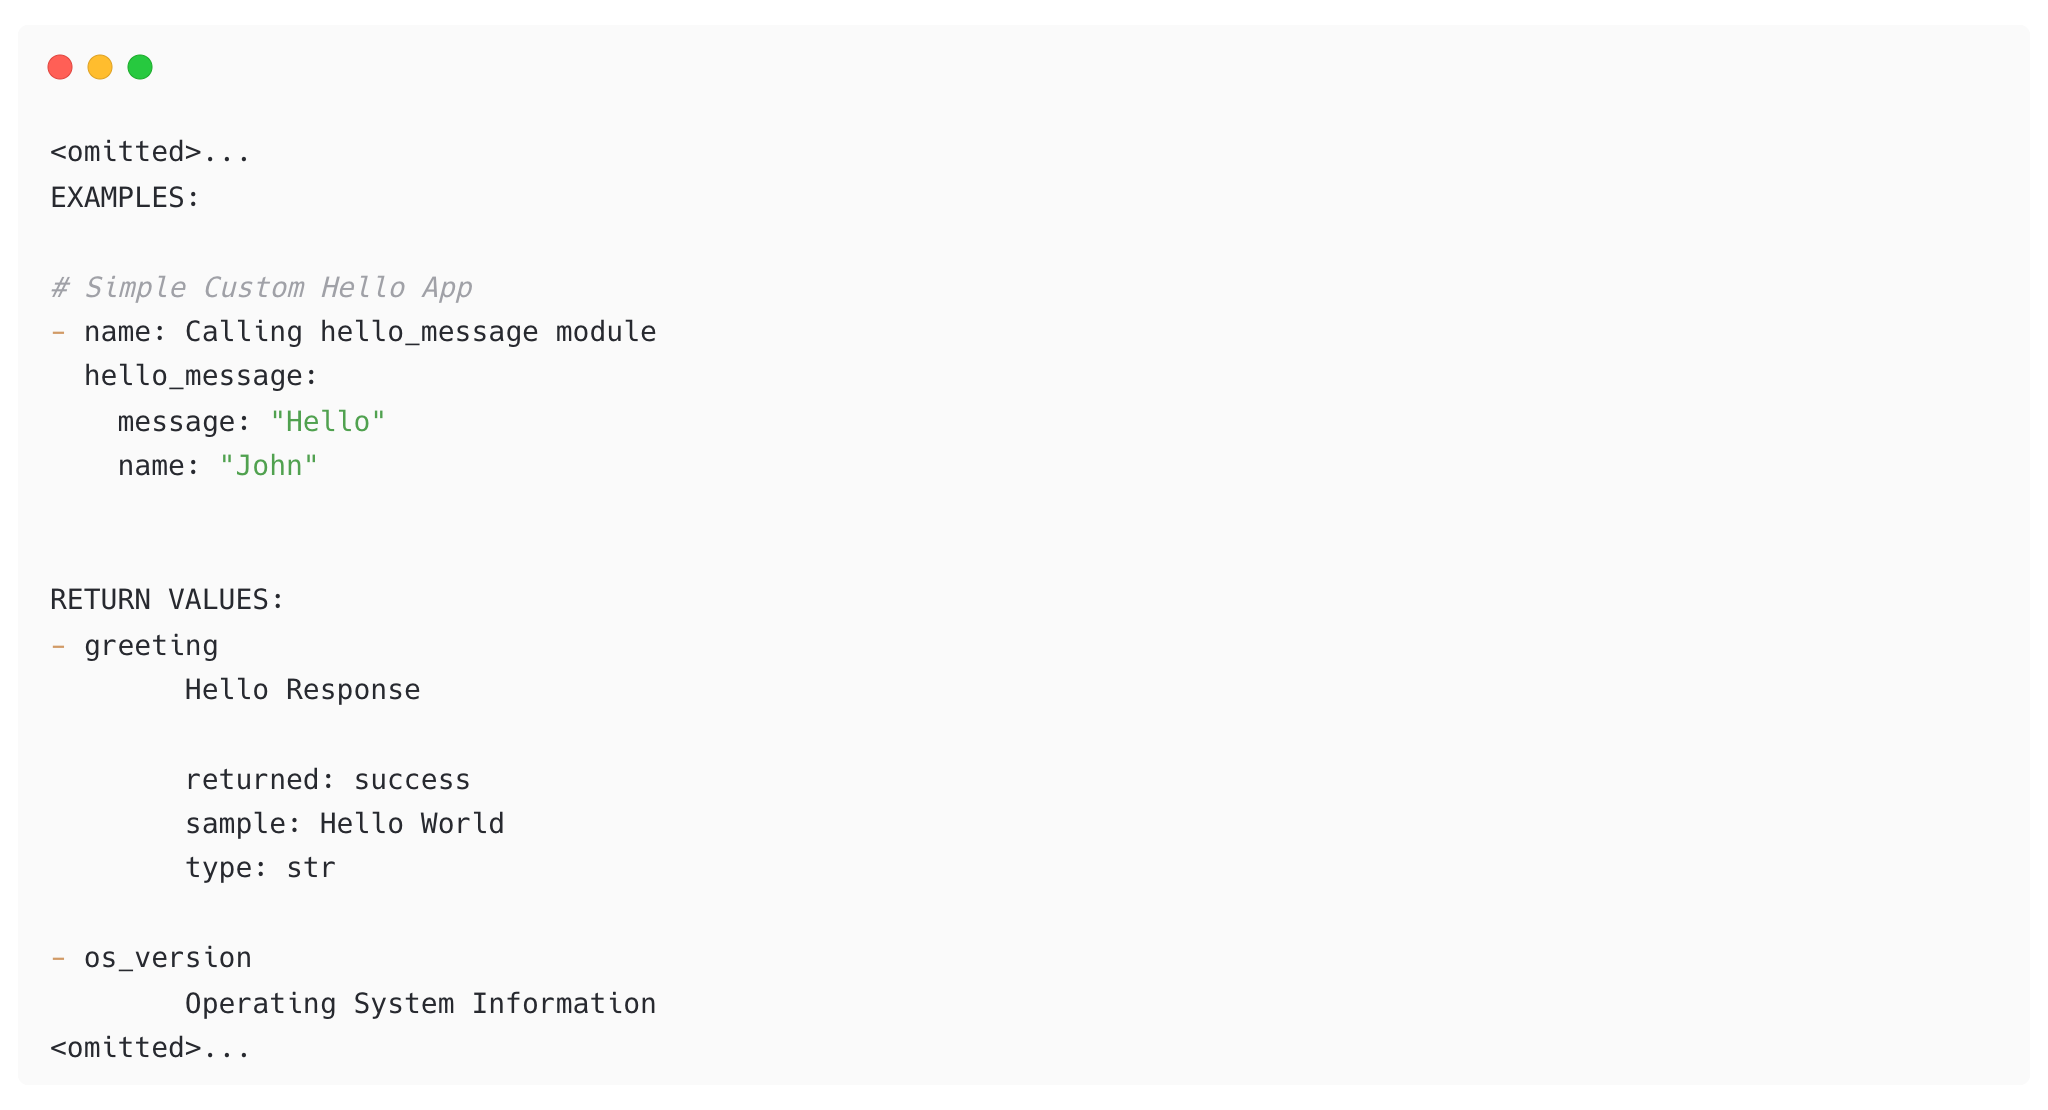 <omitted>...
EXAMPLES:
# Simple Custom Hello App
- name: Calling hello_message module
hello_message:
message: "Hello"
name: "John"
RETURN VALUES:
- greeting
Hello Response
returned: success
sample: Hello World
type: str
- os_version
Operating System Information
<omitted>...